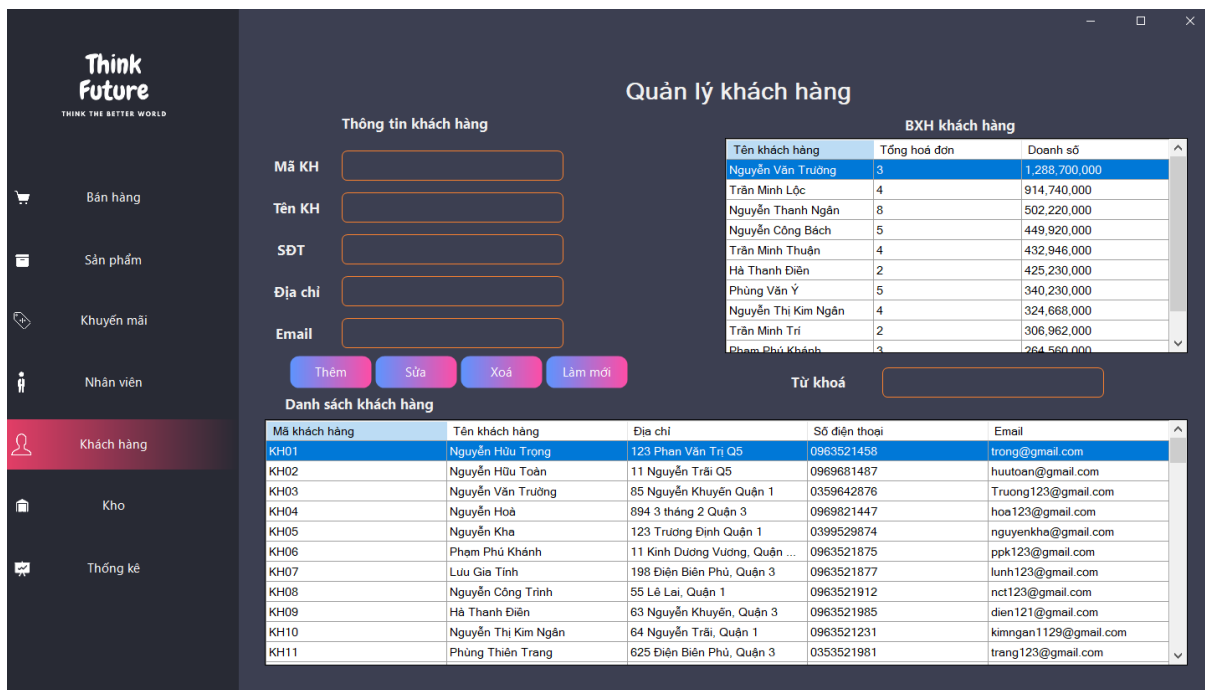 Think
Future
THINK THE BETTER WORLD
Bán hàng
Sản phẩm
Khuyến mãi
Nhân viên
Khách hàng
Kho
Thống kê
Quản lý khách hàng
Thông tin khách hàng
Mã KH
Tên KH
SĐT
Địa chỉ
Email
Thêm Sửa Xoá Làm mới
BXH khách hàng
Tên khách hàng Tổng hoá đơn Doanh số
Nguyễn Văn Trường 3 1,288,700,000
Trần Minh Lộc 4 914,740,000
Nguyễn Thanh Ngân 8 502,220,000
Nguyễn Công Bách 5 449,920,000
Trần Minh Thuận 4 432,946,000
Hà Thanh Điền 2 425,230,000
Phùng Văn Ý 5 340,230,000
Nguyễn Thị Kim Ngân 4 324,668,000
Trần Minh Trí 2 306,962,000
Phạm Phú Khánh 3 264,560,000
Từ khoá
Danh sách khách hàng
Mã khách hàng Tên khách hàng Địa chỉ Số điện thoại Email
KH01 Nguyễn Hữu Trọng 123 Phan Văn Trị Q5 0963521458 trong@gmail.com
KH02 Nguyễn Hữu Toàn 11 Nguyễn Trãi Q5 0969681487 huutoan@gmail.com
KH03 Nguyễn Văn Trường 85 Nguyễn Khuyến Quận 1 0359642876 Truong123@gmail.com
KH04 Nguyễn Hoà 894 3 tháng 2 Quận 3 0969821447 hoa123@gmail.com
KH05 Nguyễn Kha 123 Trương Định Quận 1 0399529874 nguyenkha@gmail.com
KH06 Phạm Phú Khánh 11 Kinh Dương Vương, Quận ... 0963521875 ppk123@gmail.com
KH07 Lưu Gia Tính 198 Điện Biên Phủ, Quận 3 0963521877 lunh123@gmail.com
KH08 Nguyễn Công Trình 55 Lê Lai, Quận 1 0963521912 nct123@gmail.com
KH09 Hà Thanh Điền 63 Nguyễn Khuyến, Quận 3 0963521985 dien121@gmail.com
KH10 Nguyễn Thị Kim Ngân 64 Nguyễn Trãi, Quận 1 0963521231 kimngan1129@gmail.com
KH11 Phùng Thiên Trang 625 Điện Biên Phủ, Quận 3 0353521981 trang123@gmail.com